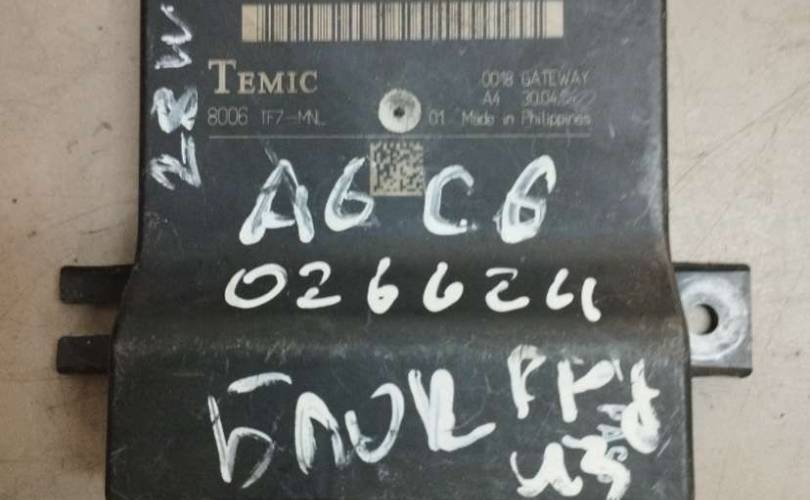 TEMIC
0018 GATEWAY
A4 30.04.
8006 TF7-MNL 01 Made in Philippines
28W
A6 C6
026624
БЛОК